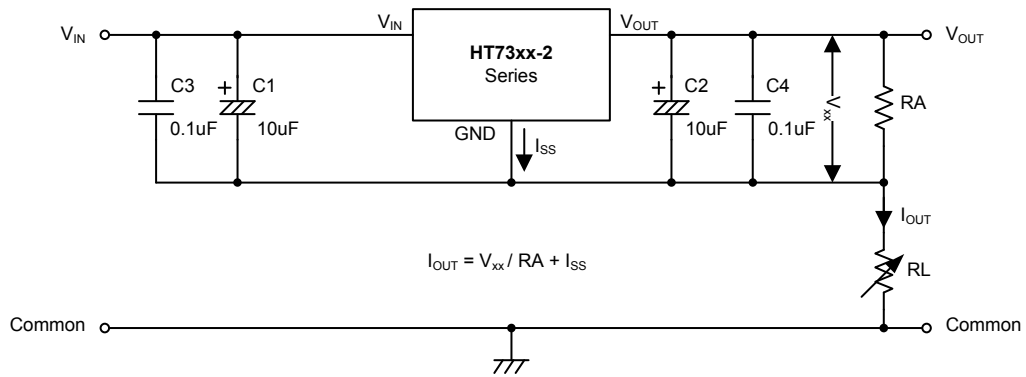 V_IN
V_IN
HT73xx-2
Series
V_OUT
V_OUT
C3
0.1uF
+
C1
10uF
GND
I_SS
+
C2
10uF
C4
0.1uF
V_xx
RA
I_OUT
I_OUT = V_xx / RA + I_SS
RL
Common
Common